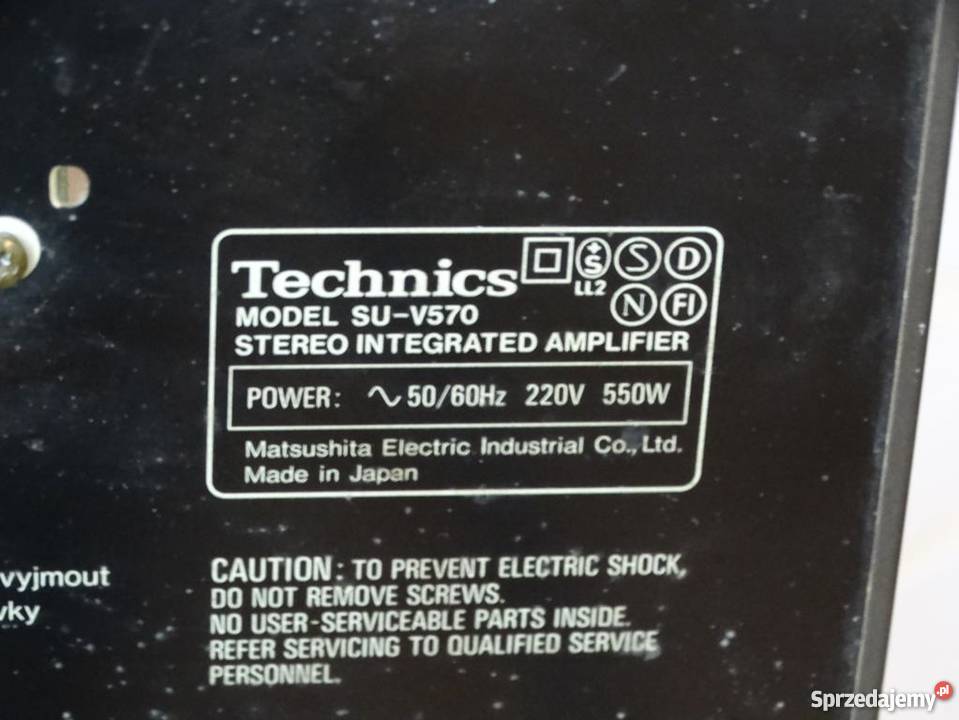 Technics
S
S
D
LL2
N
FI
MODEL SU-V570
STEREO INTEGRATED AMPLIFIER
POWER: ∿ 50/60Hz 220V 550W
Matsushita Electric Industrial Co., Ltd.
Made in Japan
vyjmout
vky
CAUTION: TO PREVENT ELECTRIC SHOCK,
DO NOT REMOVE SCREWS.
NO USER-SERVICEABLE PARTS INSIDE.
REFER SERVICING TO QUALIFIED SERVICE
PERSONNEL.
Sprzedajemy.pl